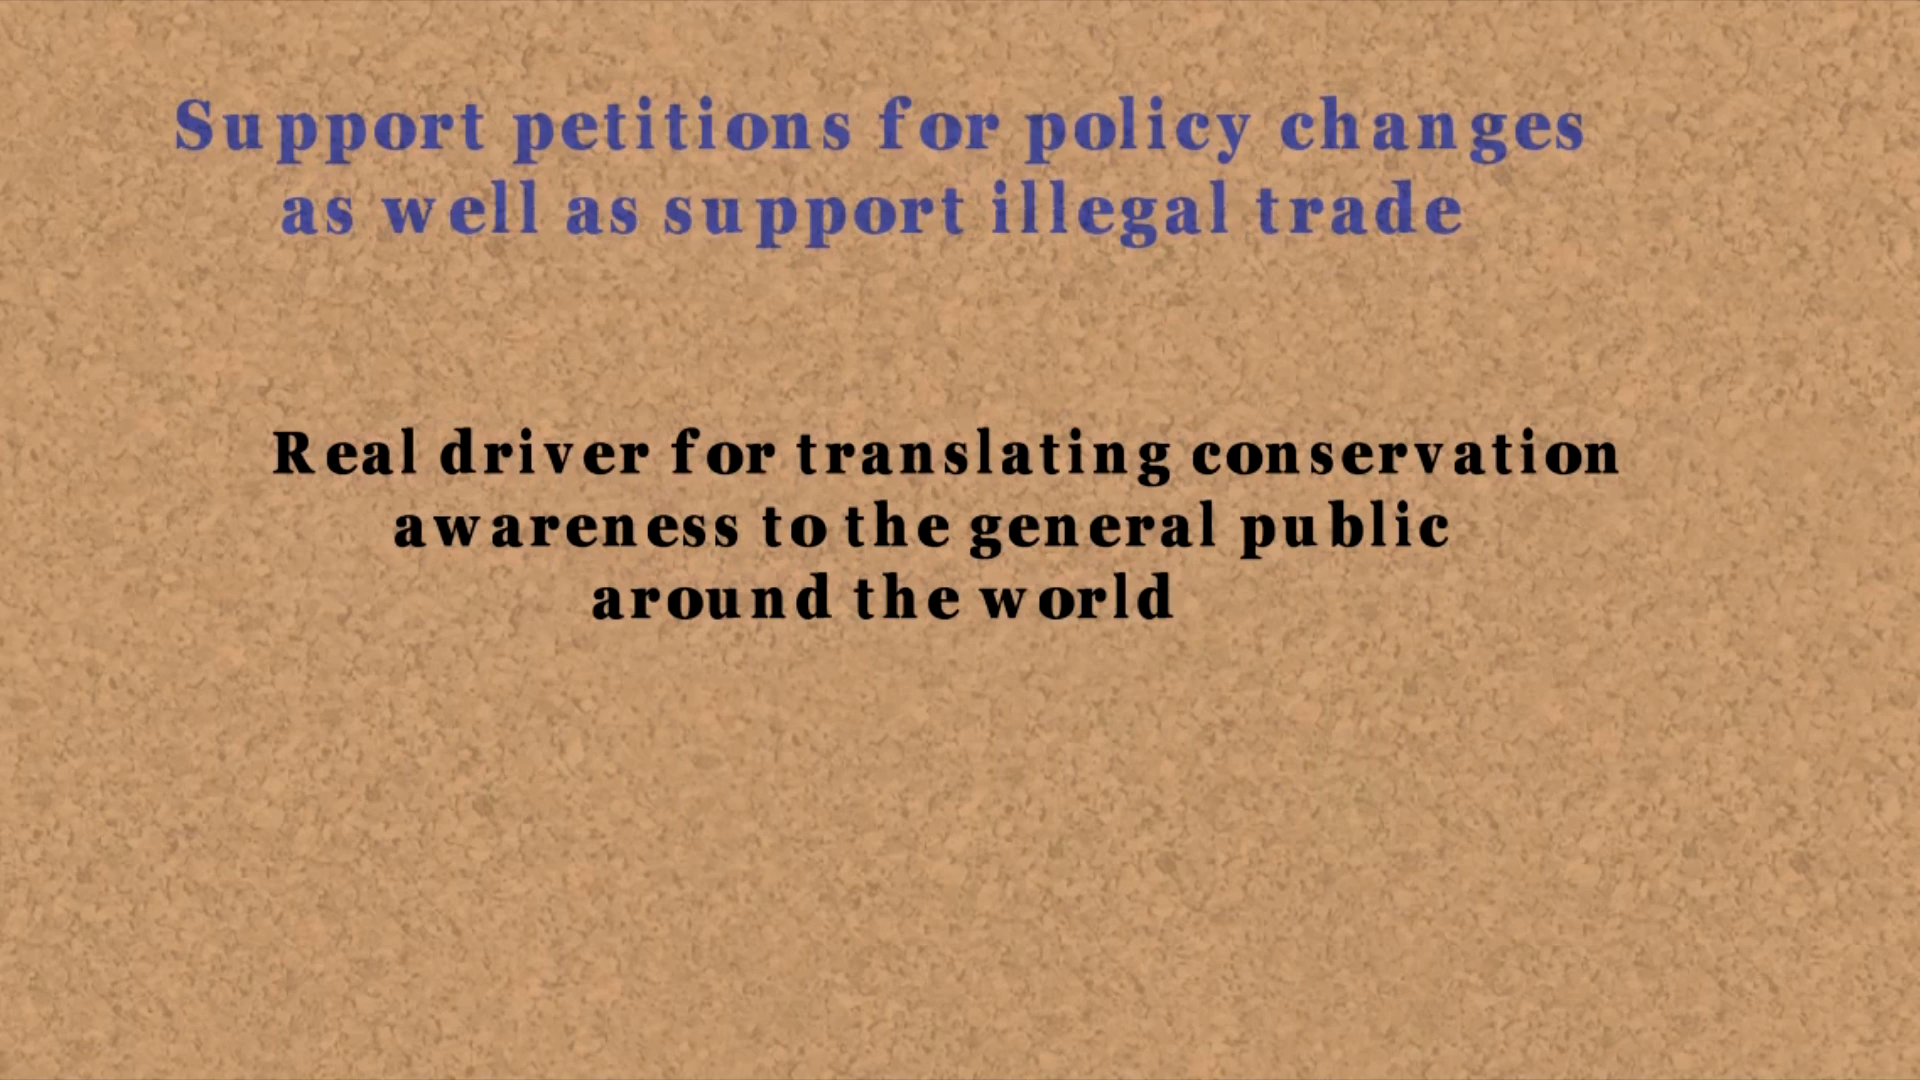 Support petitions for policy changes
as well as support illegal trade
Real driver for translating conservation
awareness to the general public
around the world